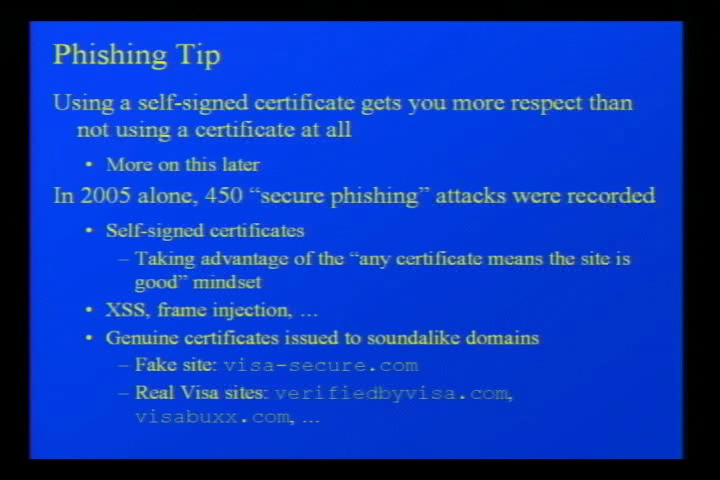 Phishing Tip
Using a self-signed certificate gets you more respect than
not using a certificate at all
• More on this later
In 2005 alone, 450 “secure phishing” attacks were recorded
• Self-signed certificates
– Taking advantage of the “any certificate means the site is
good” mindset
• XSS, frame injection, …
• Genuine certificates issued to soundalike domains
– Fake site: visa-secure.com
– Real Visa sites: verifiedbyvisa.com,
visabuxx.com, …